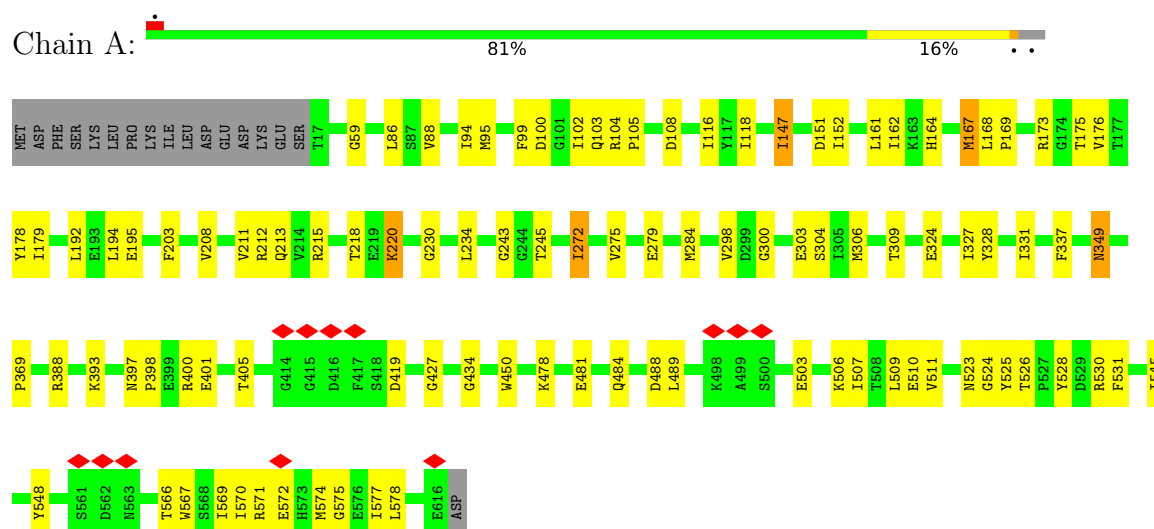 Chain A:
81% 16%
MET ASP PHE SER LYS LEU PRO LYS ILE LEU ASP GLU ASP LYS GLU SER T17 G59 L86 S87 V88 I94 M95 F99 D100 G101 I102 Q103 R104 P105 D108 I116 Y117 I118 I147 D151 I152 L161 I162 K163 H164 M167 L168 P169 R173 G174 T175 V176 T177
Y178 I179 L192 E193 L194 E195 F203 V208 V211 R212 Q213 V214 R215 T218 E219 K220 G230 L234 G243 G244 T245 I272 V275 E279 M284 V298 D299 G300 E303 S304 I305 M306 T309 E324 I327 Y328 I331 F337 N349
P369 R388 K393 N397 P398 E399 R400 E401 T405 G414 G415 D416 F417 S418 D419 G427 G434 W450 K478 E481 Q484 D488 L489 K498 A499 S500 E503 K506 I507 T508 L509 E510 V511 N523 G524 Y525 T526 P527 Y528 D529 R530 F531
Y548 S561 D562 N563 T566 W567 S568 I569 I570 R571 E572 H573 M574 G575 E576 I577 L578 E616 ASP